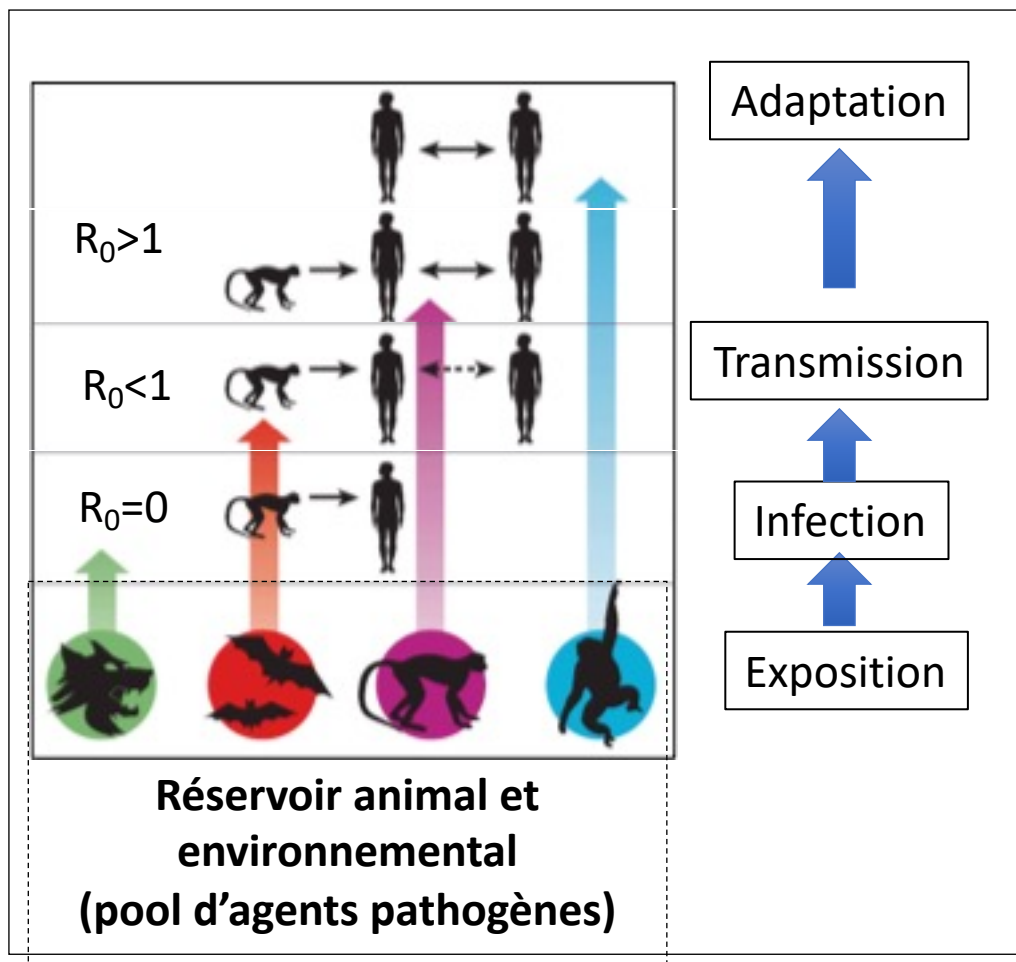 Adaptation
R₀>1
Transmission
R₀<1
Infection
R₀=0
Exposition
Réservoir animal et
environnemental
(pool d’agents pathogènes)